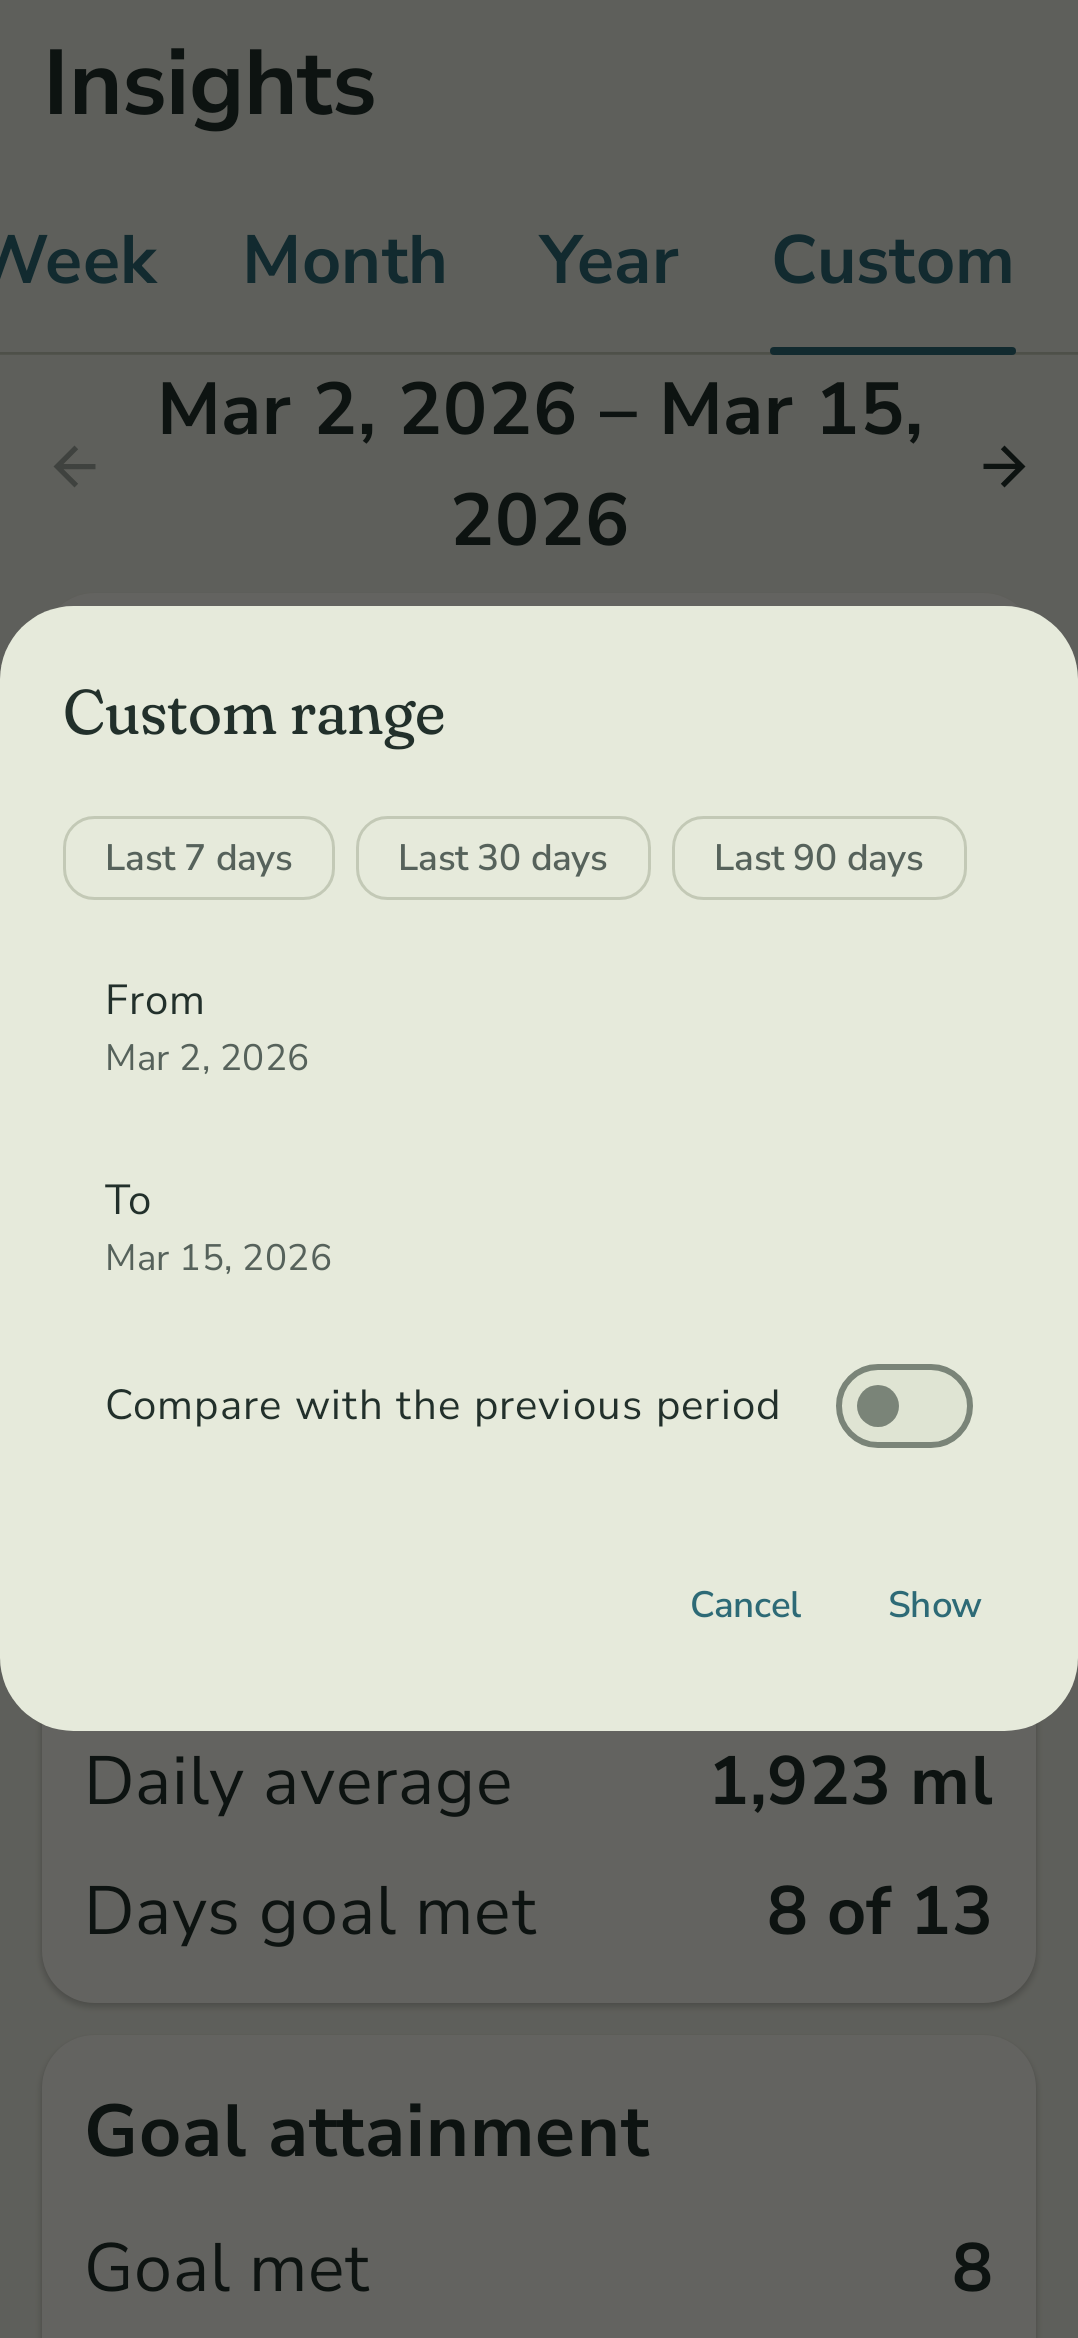 Insights
Week Month Year Custom
Mar 2, 2026 – Mar 15,
2026
Custom range
Last 7 days Last 30 days Last 90 days
From
Mar 2, 2026
To
Mar 15, 2026
Compare with the previous period
Cancel Show
Daily average 1,923 ml
Days goal met 8 of 13
Goal attainment
Goal met 8